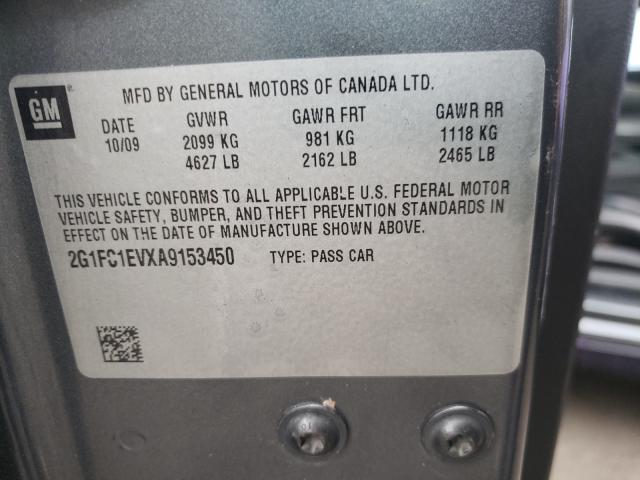 GM
MFD BY GENERAL MOTORS OF CANADA LTD.
DATE GVWR GAWR FRT GAWR RR
10/09 2099 KG 981 KG 1118 KG
4627 LB 2162 LB 2465 LB
THIS VEHICLE CONFORMS TO ALL APPLICABLE U.S. FEDERAL MOTOR
VEHICLE SAFETY, BUMPER, AND THEFT PREVENTION STANDARDS IN
EFFECT ON THE DATE OF MANUFACTURE SHOWN ABOVE.
2G1FC1EVXA9153450 TYPE: PASS CAR